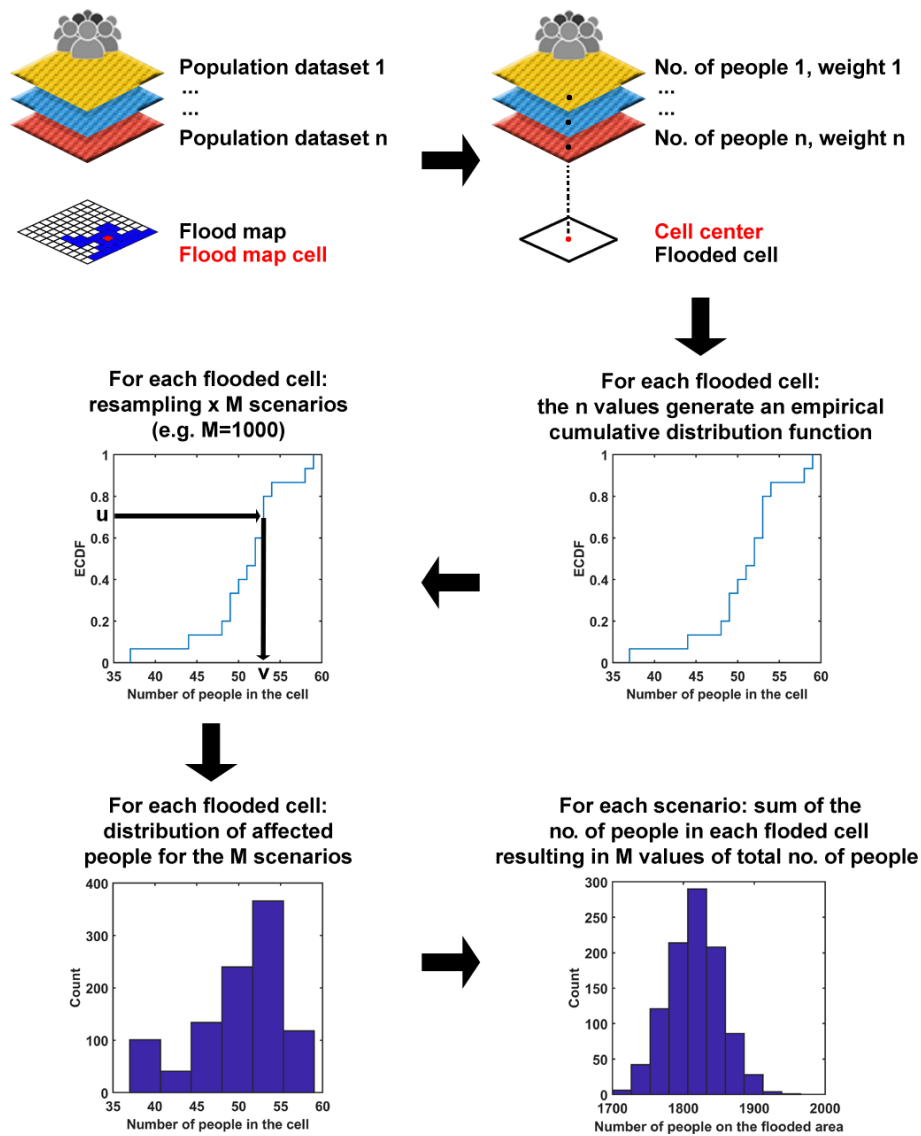 Population dataset 1
...
...
Population dataset n
Flood map
Flood map cell
No. of people 1, weight 1
...
...
No. of people n, weight n
Cell center
Flooded cell
For each flooded cell:
the n values generate an empirical
cumulative distribution function
1
0.8
0.6
0.4
0.2
0
ECDF
35 40 45 50 55 60
Number of people in the cell
For each flooded cell:
resampling x M scenarios
(e.g. M=1000)
1
0.8
u
0.6
0.4
0.2
0
ECDF
v
35 40 45 50 55 60
Number of people in the cell
For each flooded cell:
distribution of affected
people for the M scenarios
400
300
200
100
0
Count
35 40 45 50 55 60
Number of people in the cell
For each scenario: sum of the
no. of people in each floded cell
resulting in M values of total no. of people
300
250
200
150
100
50
0
Count
1700 1800 1900 2000
Number of people on the flooded area